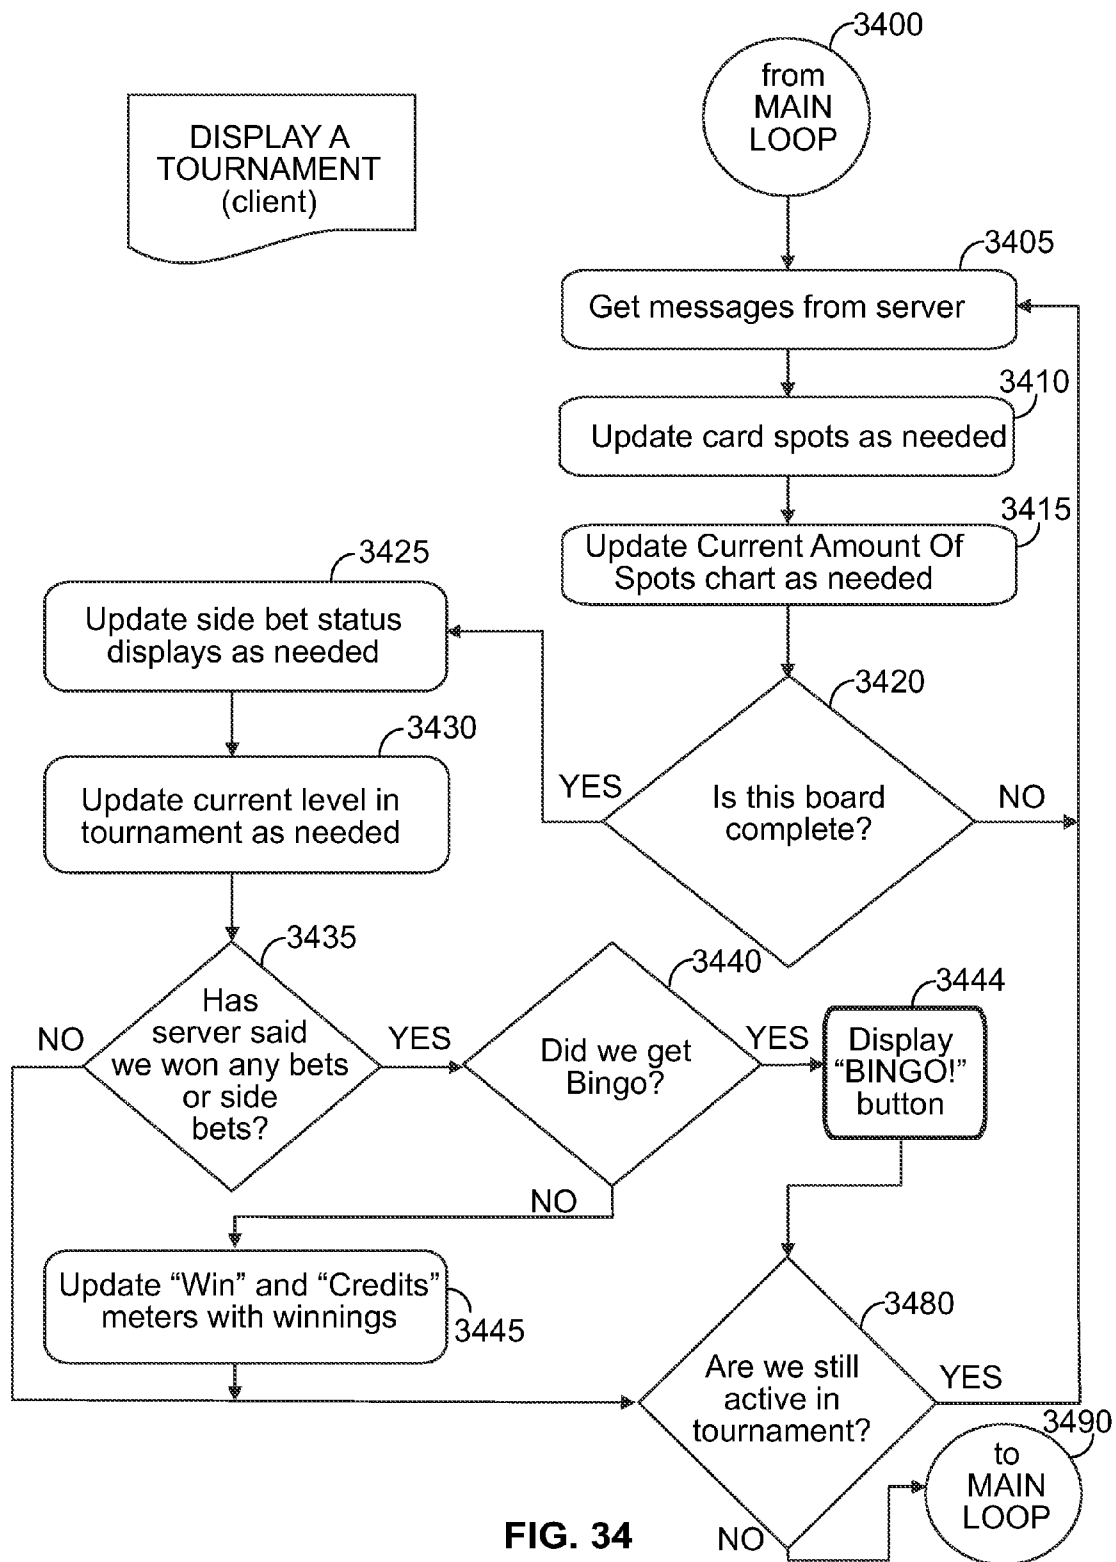 3400
from
MAIN
LOOP
DISPLAY A
TOURNAMENT
(client)
3405
Get messages from server
3410
Update card spots as needed
3415
Update Current Amount Of
Spots chart as needed
3425
Update side bet status
displays as needed
3420
Is this board
complete?
YES
NO
3430
Update current level in
tournament as needed
3435
Has
server said
we won any bets
or side
bets?
NO
YES
3440
Did we get
Bingo?
YES
NO
3444
Display
“BINGO!”
button
Update “Win” and “Credits”
meters with winnings
3445
3480
Are we still
active in
tournament?
YES
NO
3490
to
MAIN
LOOP
FIG. 34